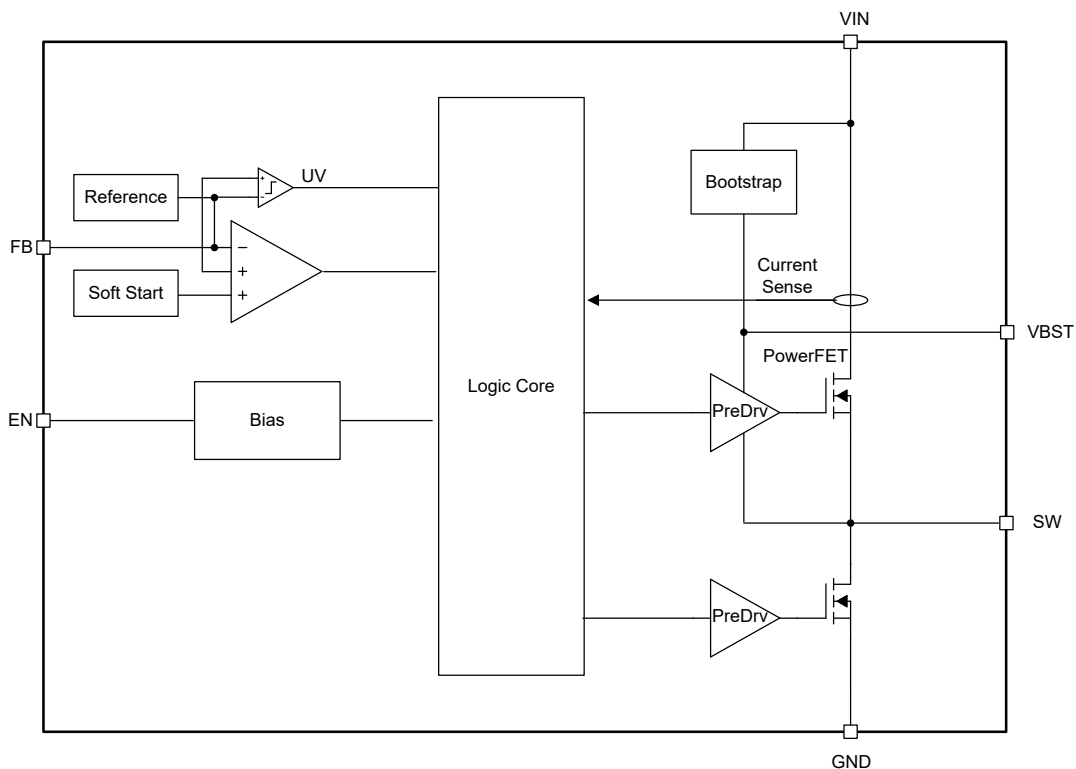 VIN
UV
Reference
+
-
Bootstrap
FB
−
+
+
Soft Start
Current
Sense
VBST
PowerFET
Logic Core
PreDrv
EN
Bias
SW
PreDrv
GND